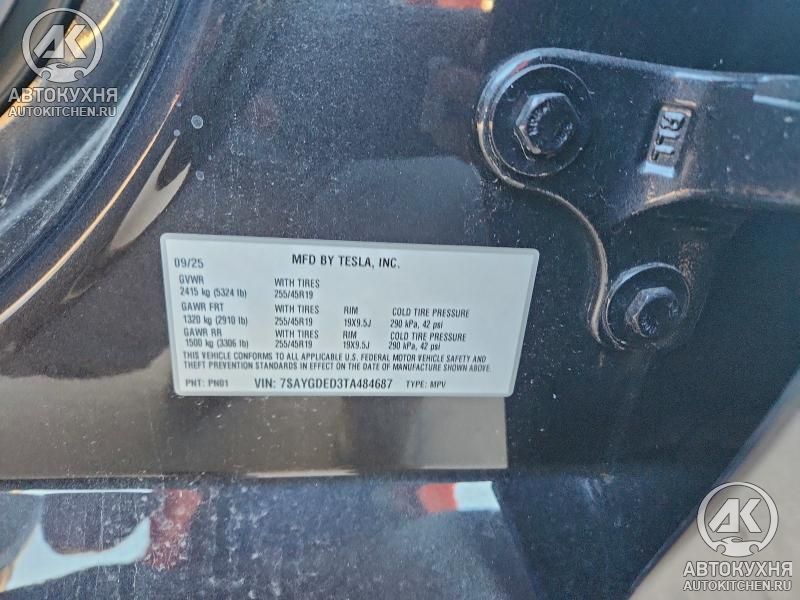 AK
АВТОКУХНЯ
AUTOKITCHEN.RU
09/25 MFD BY TESLA, INC.
GVWR WITH TIRES
2415 kg (5324 lb) 255/45R19
GAWR FRT WITH TIRES RIM COLD TIRE PRESSURE
1320 kg (2910 lb) 255/45R19 19X9.5J 290 kPa, 42 psi
GAWR RR WITH TIRES RIM COLD TIRE PRESSURE
1500 kg (3306 lb) 255/45R19 19X9.5J 290 kPa, 42 psi
THIS VEHICLE CONFORMS TO ALL APPLICABLE U.S. FEDERAL MOTOR VEHICLE SAFETY AND
THEFT PREVENTION STANDARDS IN EFFECT ON THE DATE OF MANUFACTURE SHOWN ABOVE.
PNT: PN01 VIN: 7SAYGDED3TA484687 TYPE: MPV
AK
АВТОКУХНЯ
AUTOKITCHEN.RU